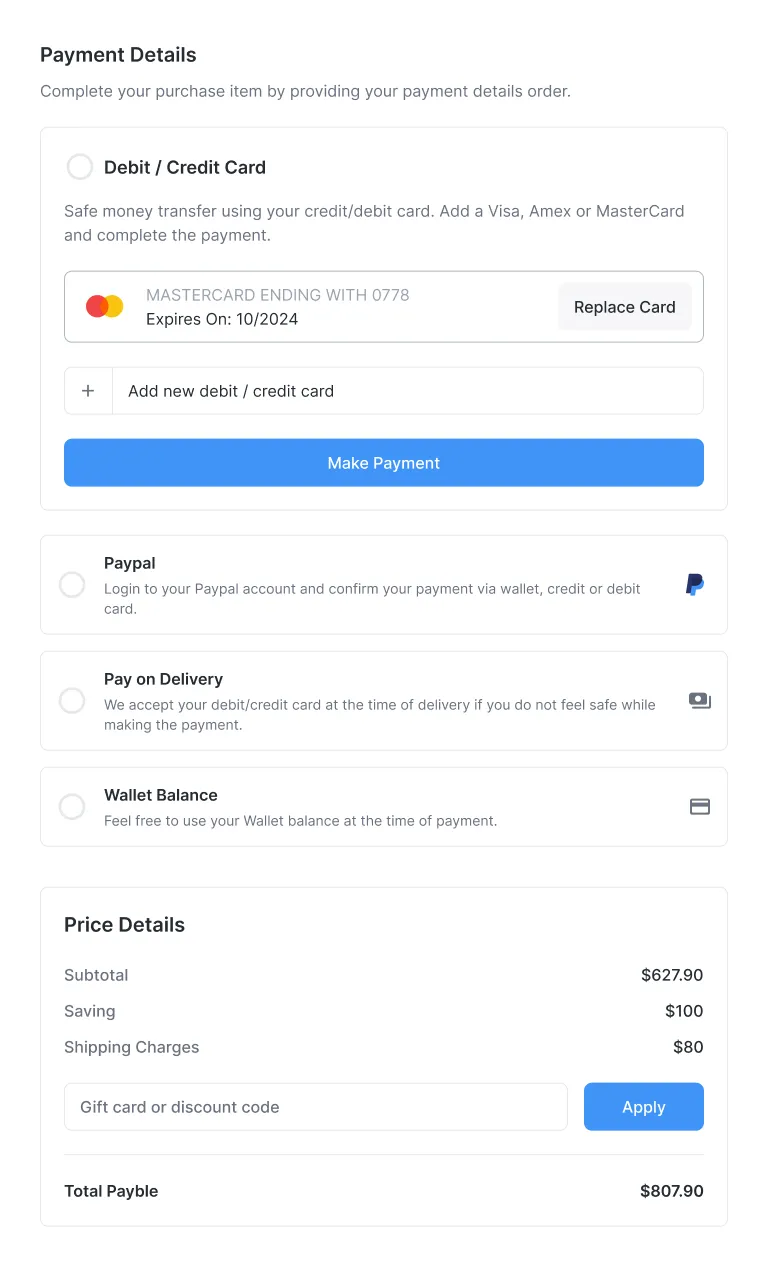 Payment Details
Complete your purchase item by providing your payment details order.
Debit / Credit Card
Safe money transfer using your credit/debit card. Add a Visa, Amex or MasterCard
and complete the payment.
MASTERCARD ENDING WITH 0778
Expires On: 10/2024
Replace Card
+ Add new debit / credit card
Make Payment
Paypal
Login to your Paypal account and confirm your payment via wallet, credit or debit
card.
Pay on Delivery
We accept your debit/credit card at the time of delivery if you do not feel safe while
making the payment.
Wallet Balance
Feel free to use your Wallet balance at the time of payment.
Price Details
Subtotal $627.90
Saving $100
Shipping Charges $80
Gift card or discount code Apply
Total Payble $807.90